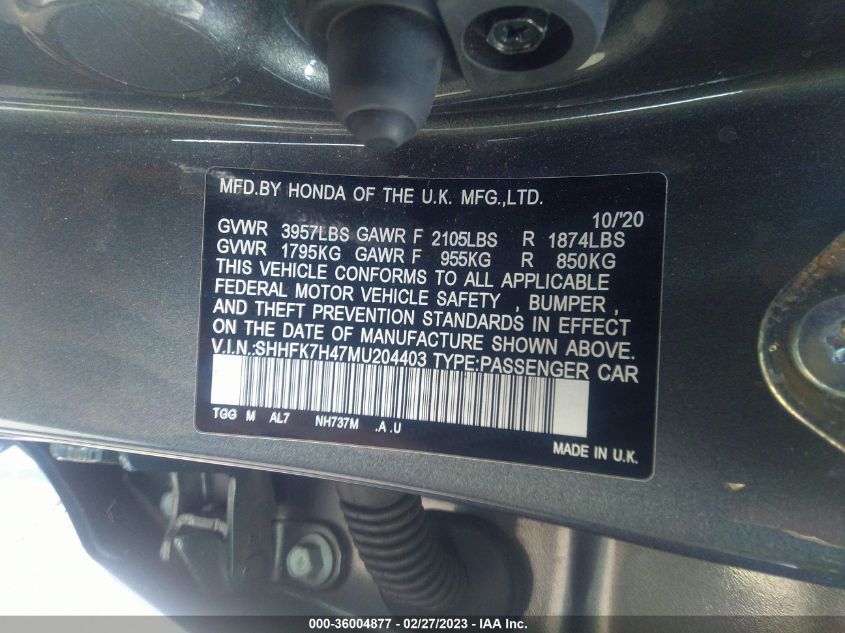 MFD.BY HONDA OF THE U.K. MFG.,LTD.
10/'20
GVWR 3957LBS GAWR F 2105LBS R 1874LBS
GVWR 1795KG GAWR F 955KG R 850KG
THIS VEHICLE CONFORMS TO ALL APPLICABLE
FEDERAL MOTOR VEHICLE SAFETY , BUMPER ,
AND THEFT PREVENTION STANDARDS IN EFFECT
ON THE DATE OF MANUFACTURE SHOWN ABOVE.
V.I.N.:SHHFK7H47MU204403 TYPE:PASSENGER CAR
TGG M AL7 NH737M .A.U
MADE IN U.K.
000-36004877 - 02/27/2023 - IAA Inc.